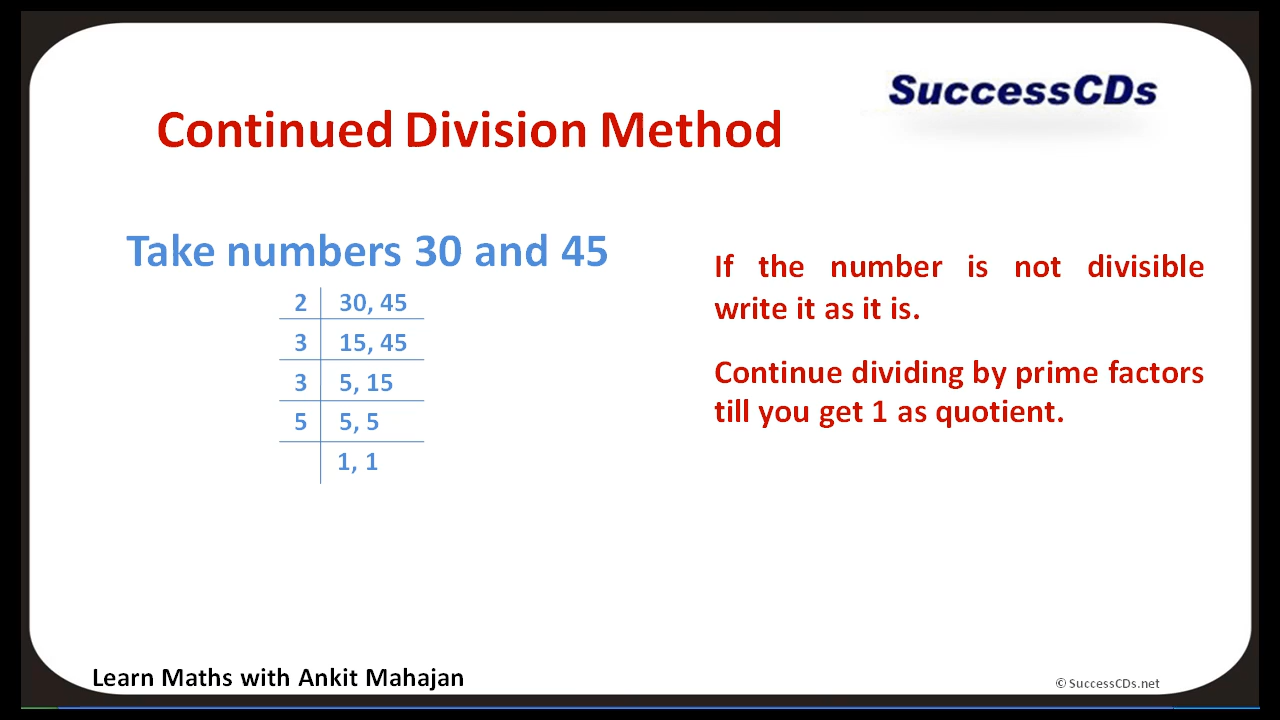 SuccessCDs
Continued Division Method
Take numbers 30 and 45
2 30, 45
3 15, 45
3 5, 15
5 5, 5
1, 1
If the number is not divisible
write it as it is.
Continue dividing by prime factors
till you get 1 as quotient.
Learn Maths with Ankit Mahajan
© SuccessCDs.net